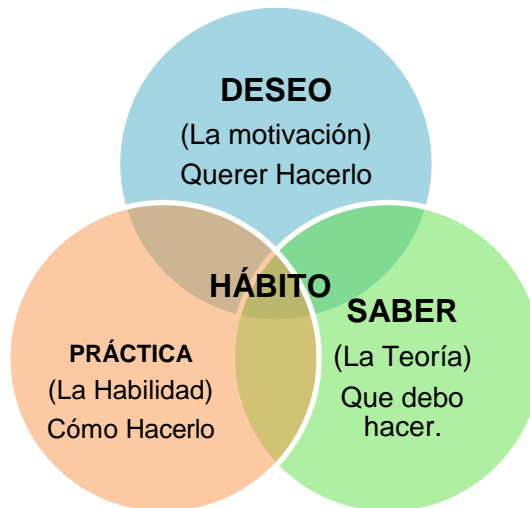 DESEO
(La motivación)
Querer Hacerlo
HÁBITO
PRÁCTICA
(La Habilidad)
Cómo Hacerlo
SABER
(La Teoría)
Que debo
hacer.